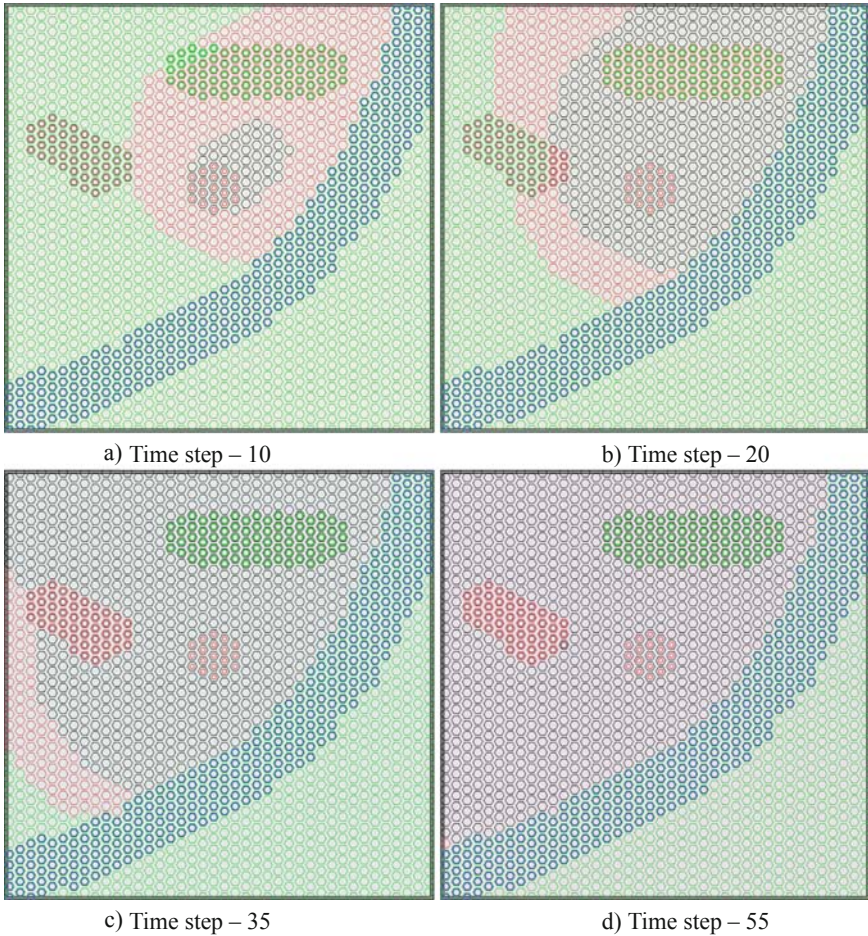 a) Time step – 10
b) Time step – 20
c) Time step – 35
d) Time step – 55